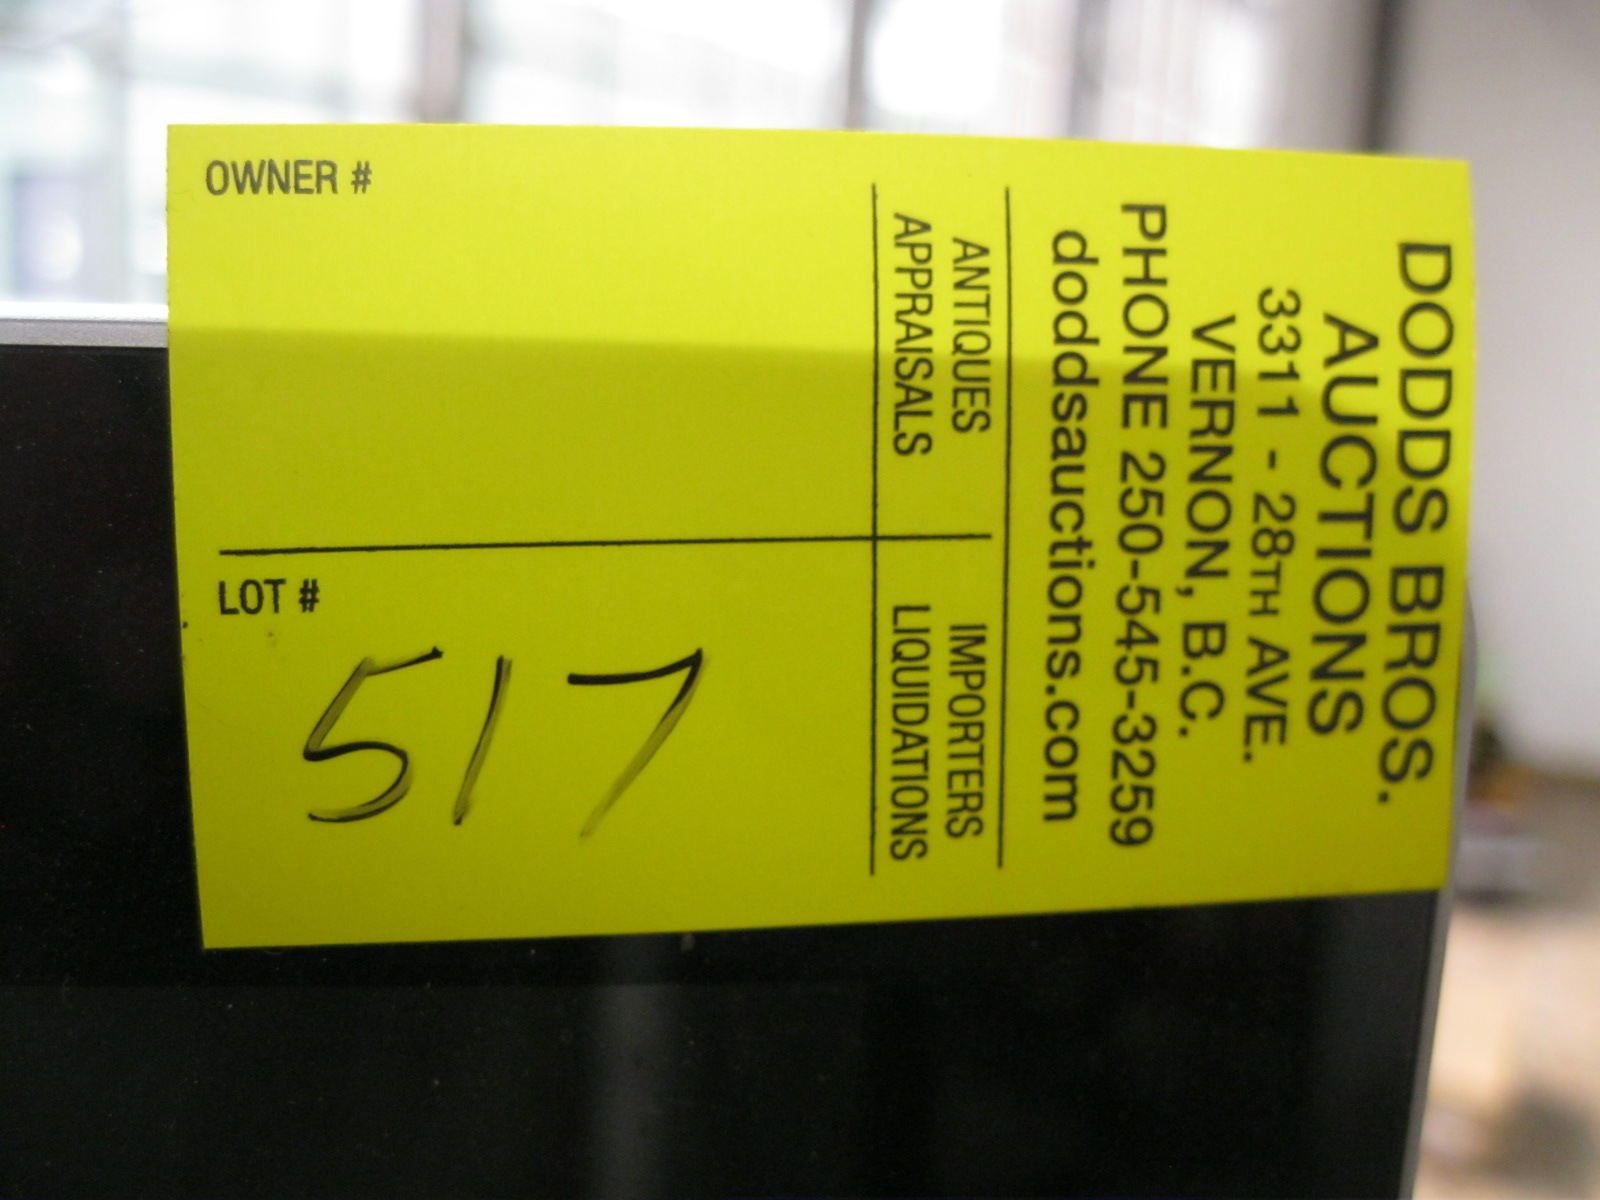 OWNER #
LOT #
517
DODDS BROS.
AUCTIONS
3311 - 28TH AVE.
VERNON, B.C.
PHONE 250-545-3259
doddsauctions.com
ANTIQUES IMPORTERS
APPRAISALS LIQUIDATIONS